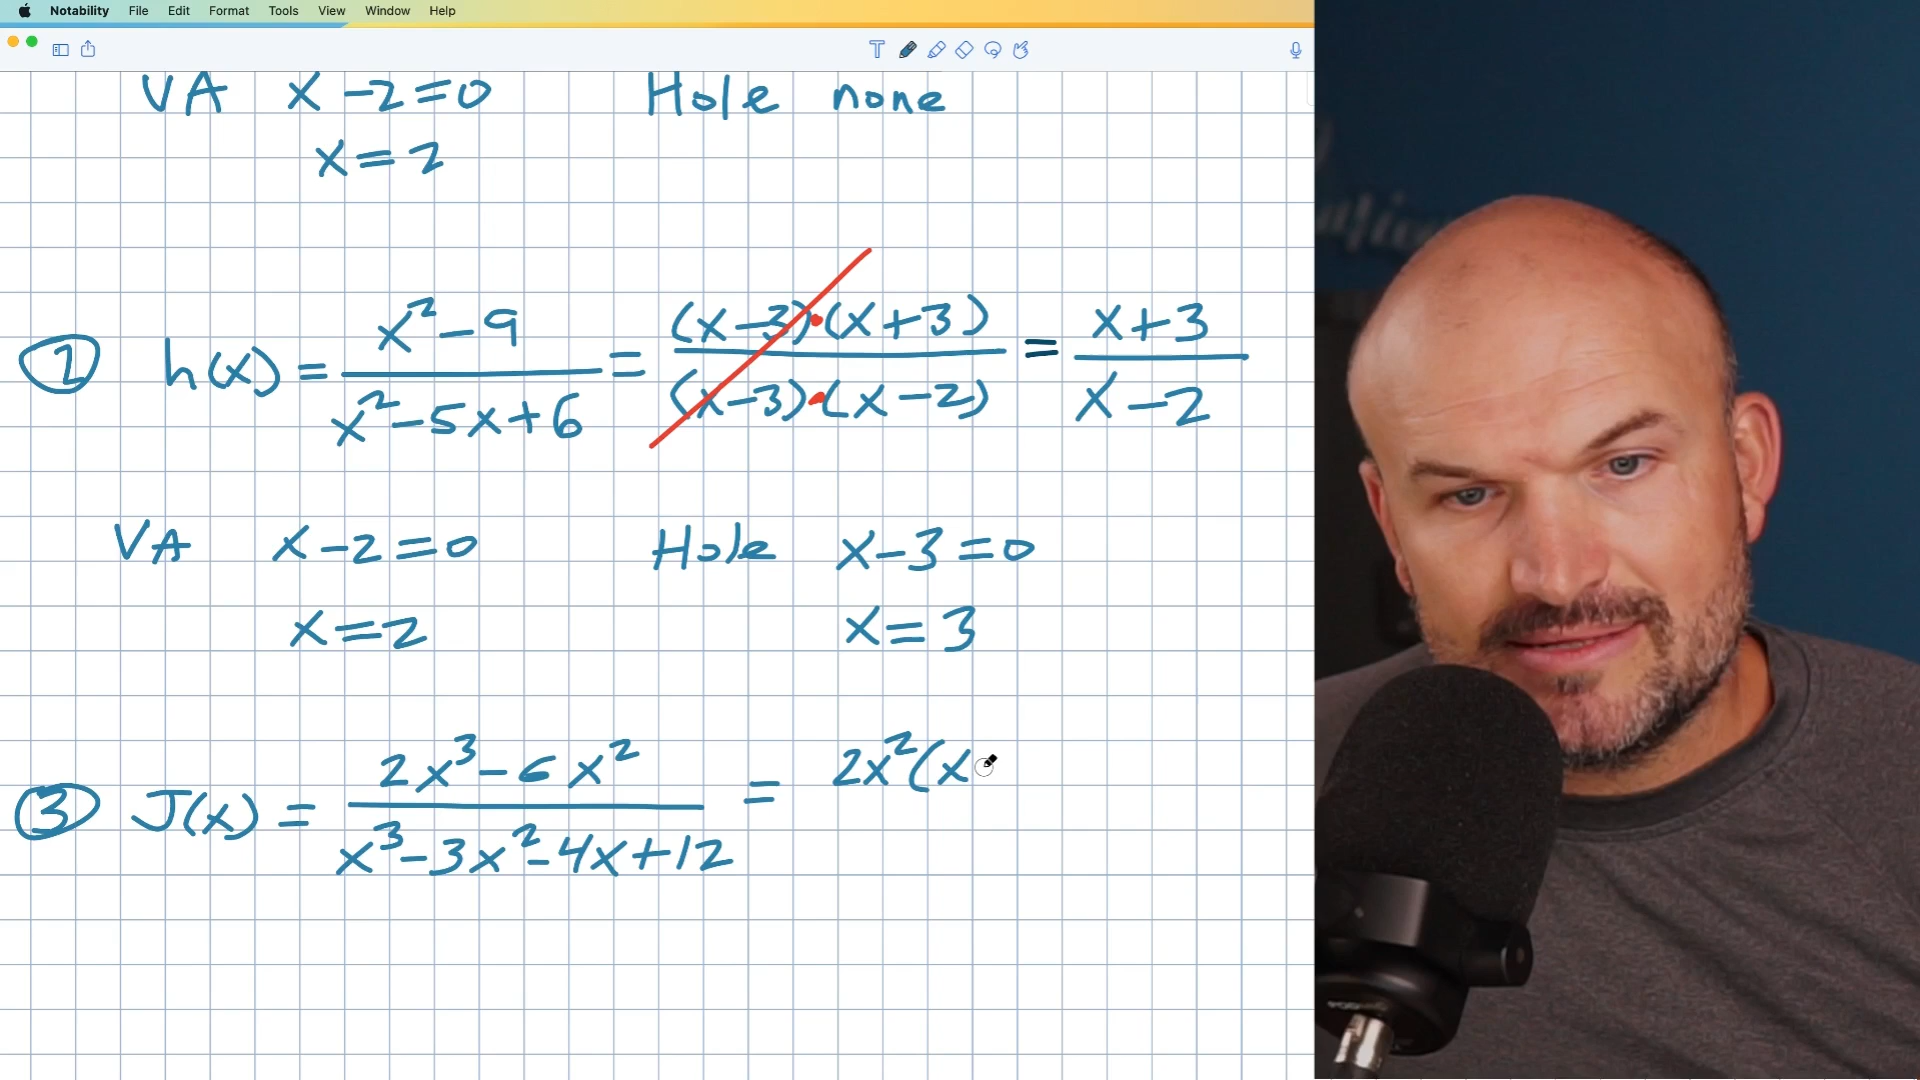 Notability File Edit Format Tools View Window Help
VA x-2=0 Hole none
x=2
② h(x) = x²-9 / x²-5x+6 = (x-3)·(x+3) / (x-3)·(x-2) = x+3 / x-2
VA x-2=0 Hole x-3=0
x=2 x=3
③ J(x) = 2x³-6x² / x³-3x²-4x+12 = 2x²(x